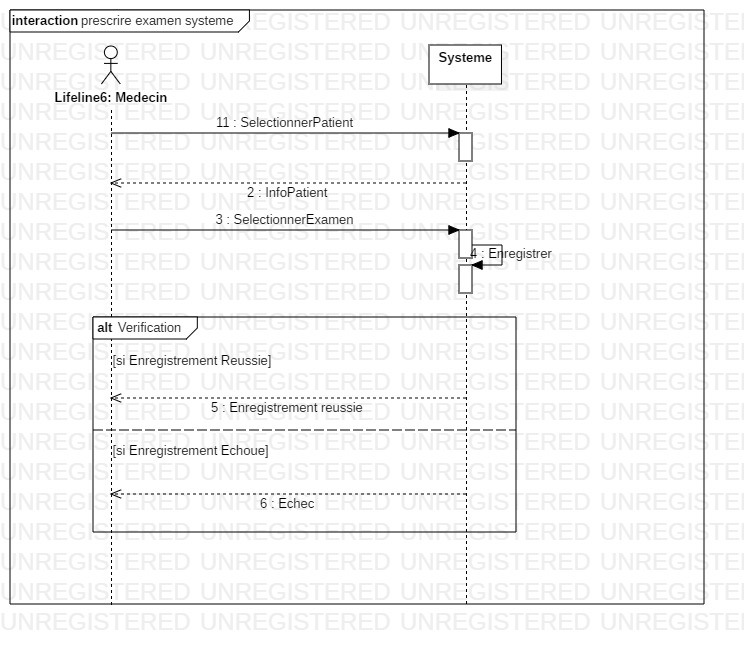 interaction prescrire examen systeme
Systeme
Lifeline6: Medecin
11 : SelectionnerPatient
2 : InfoPatient
3 : SelectionnerExamen
4 : Enregistrer
alt Verification
[si Enregistrement Reussie]
5 : Enregistrement reussie
[si Enregistrement Echoue]
6 : Echec
UNREGISTERED UNREGISTERED UNREGISTERED UNREGISTERED